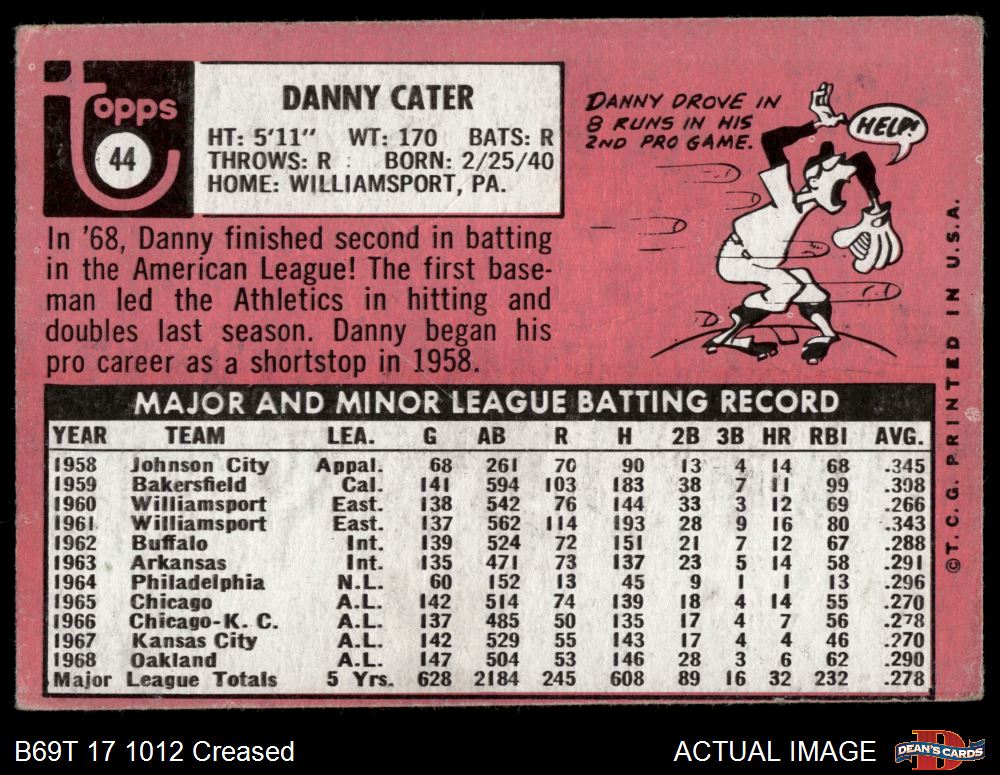 topps
44
DANNY CATER
HT: 5'11" WT: 170 BATS: R
THROWS: R BORN: 2/25/40
HOME: WILLIAMSPORT, PA.
DANNY DROVE IN
8 RUNS IN HIS
2ND PRO GAME.
HELP!
In '68, Danny finished second in batting
in the American League! The first base-
man led the Athletics in hitting and
doubles last season. Danny began his
pro career as a shortstop in 1958.
MAJOR AND MINOR LEAGUE BATTING RECORD
YEAR TEAM LEA. G AB R H 2B 3B HR RBI AVG.
1958 Johnson City Appal. 68 261 70 90 13 4 14 68 .345
1959 Bakersfield Cal. 141 594 103 183 38 7 11 99 .308
1960 Williamsport East. 138 542 76 144 33 3 12 69 .266
1961 Williamsport East. 137 562 114 193 28 9 16 80 .343
1962 Buffalo Int. 139 524 72 151 21 7 12 67 .288
1963 Arkansas Int. 135 471 73 137 23 5 14 58 .291
1964 Philadelphia N.L. 60 152 13 45 9 1 1 13 .296
1965 Chicago A.L. 142 514 74 139 18 4 14 55 .270
1966 Chicago-K. C. A.L. 137 485 50 135 17 4 7 56 .278
1967 Kansas City A.L. 142 529 55 143 17 4 4 46 .270
1968 Oakland A.L. 147 504 53 146 28 3 6 62 .290
Major League Totals 5 Yrs. 628 2184 245 608 89 16 32 232 .278
©T. C. G. PRINTED IN U.S.A.
B69T 17 1012 Creased
ACTUAL IMAGE
D
DEAN'S CARDS